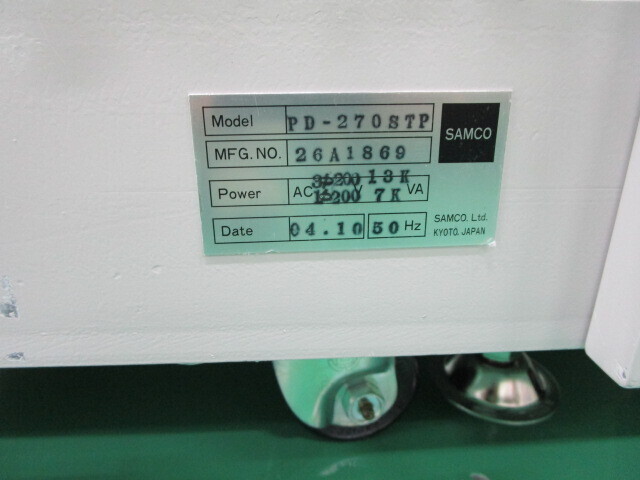 Model PD-270STP
SAMCO
MFG.NO. 26A1869
Power AC 3φ200 V 13K VA
1φ200 7K
Date 04.10 50 Hz
SAMCO. Ltd.
KYOTO. JAPAN